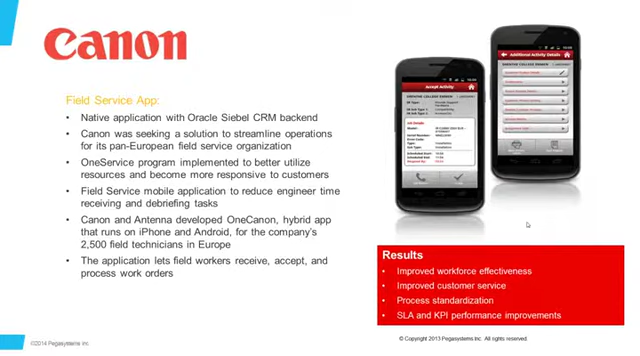 Canon
Field Service App:
• Native application with Oracle Siebel CRM backend
• Canon was seeking a solution to streamline operations
for its pan-European field service organization
• OneService program implemented to better utilize
resources and become more responsive to customers
• Field Service mobile application to reduce engineer time
receiving and debriefing tasks
• Canon and Antenna developed OneCanon, hybrid app
that runs on iPhone and Android, for the company's
2,500 field technicians in Europe
• The application lets field workers receive, accept, and
process work orders
Accept Activity
Job Details
Additional Activity Details
Results
• Improved workforce effectiveness
• Improved customer service
• Process standardization
• SLA and KPI performance improvements
©2014 Pegasystems Inc.
© Copyright 2013 Pegasystems Inc. All rights reserved.